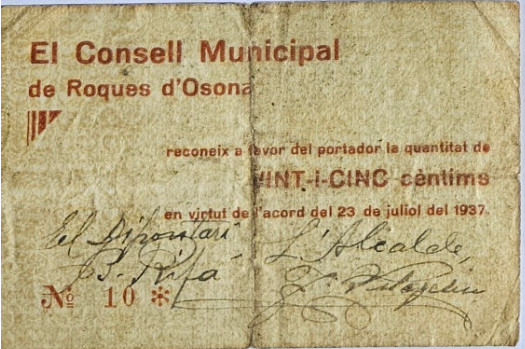 El Consell Municipal
de Roques d'Osona
reconeix a favor del portador la quantitat de
VINT-i-CINC cèntims
en virtut de l'acord del 23 de juliol del 1937.
El Dipositari L'Alcalde,
Rifá
Nº 10 *